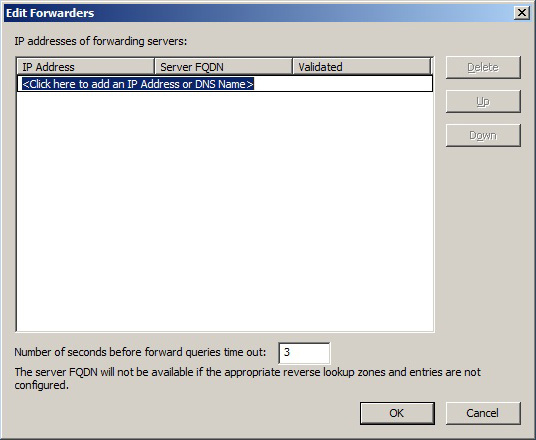 Edit Forwarders
IP addresses of forwarding servers:
IP Address Server FQDN Validated
<Click here to add an IP Address or DNS Name>
Delete
Up
Down
Number of seconds before forward queries time out: 3
The server FQDN will not be available if the appropriate reverse lookup zones and entries are not
configured.
OK Cancel